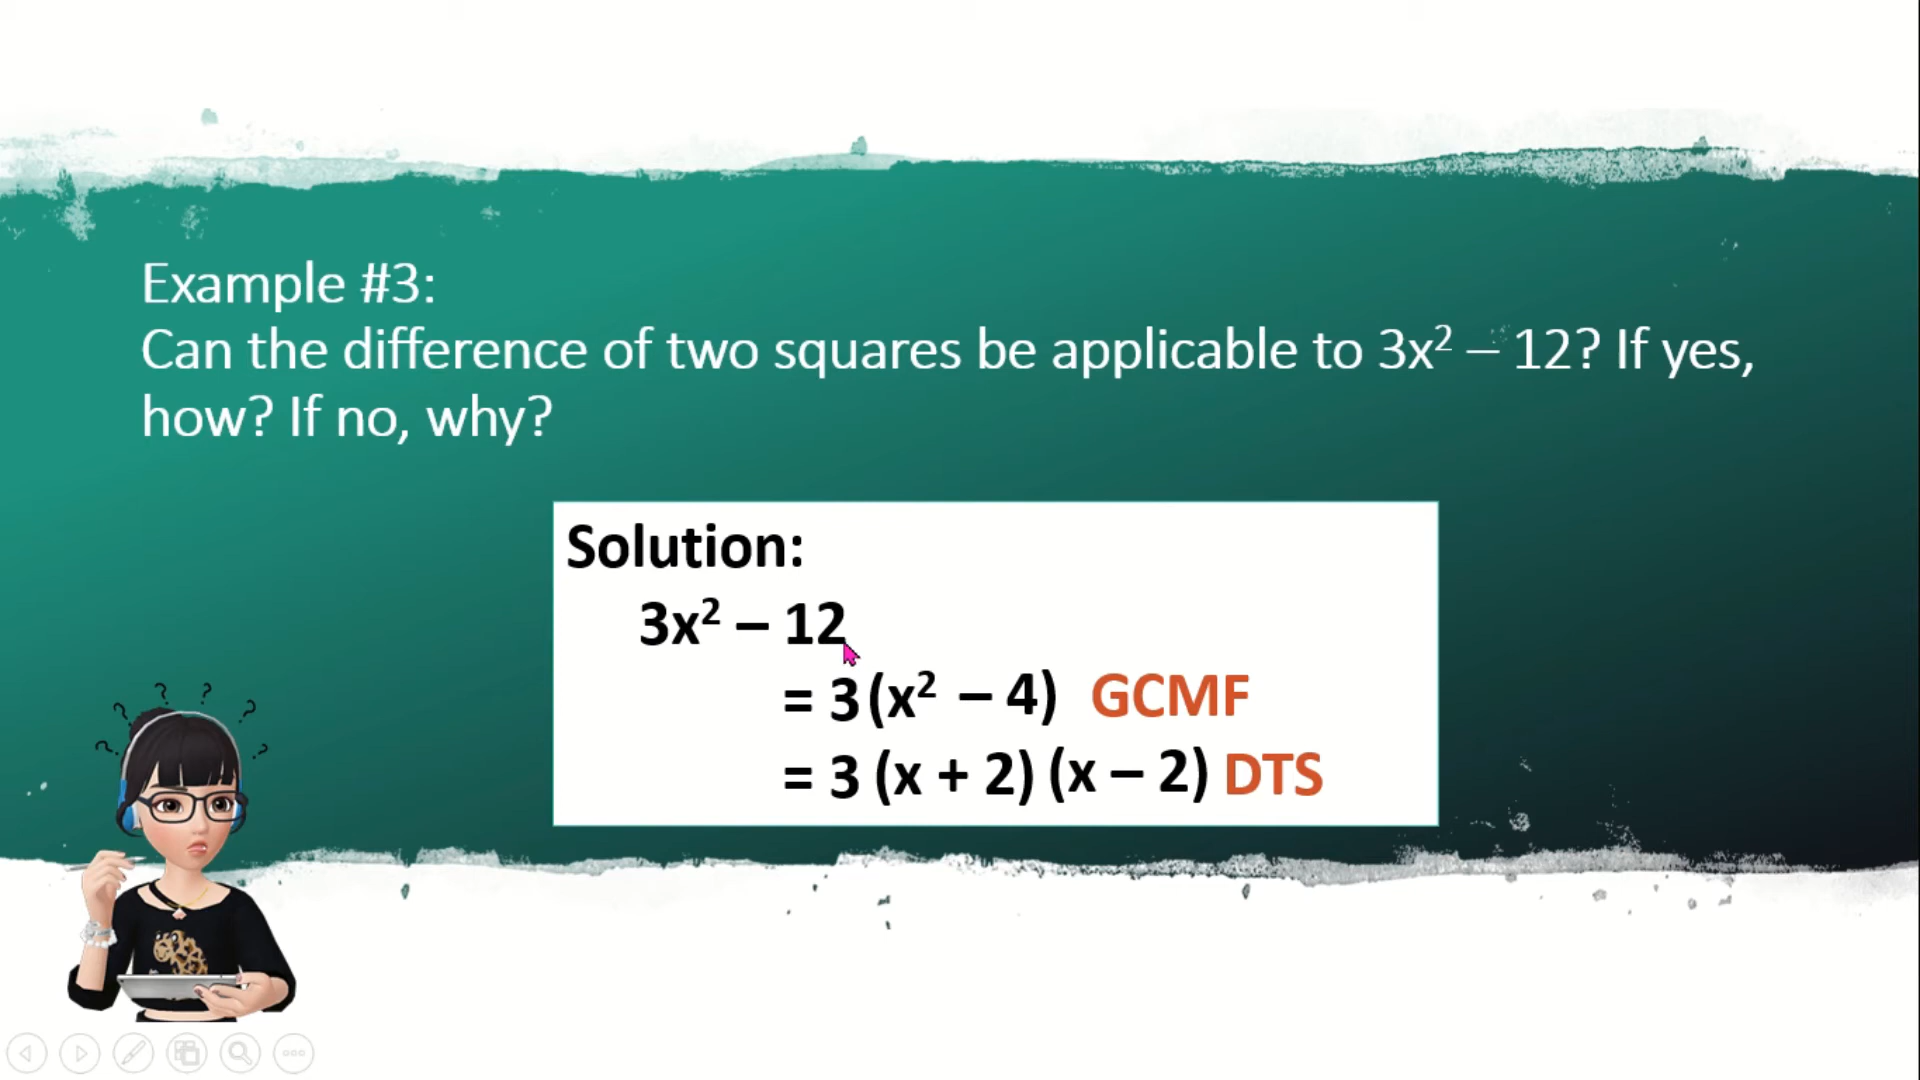 Example #3:
Can the difference of two squares be applicable to 3x² – 12? If yes,
how? If no, why?
Solution:
3x² – 12
= 3(x² – 4) GCMF
= 3 (x + 2) (x – 2) DTS